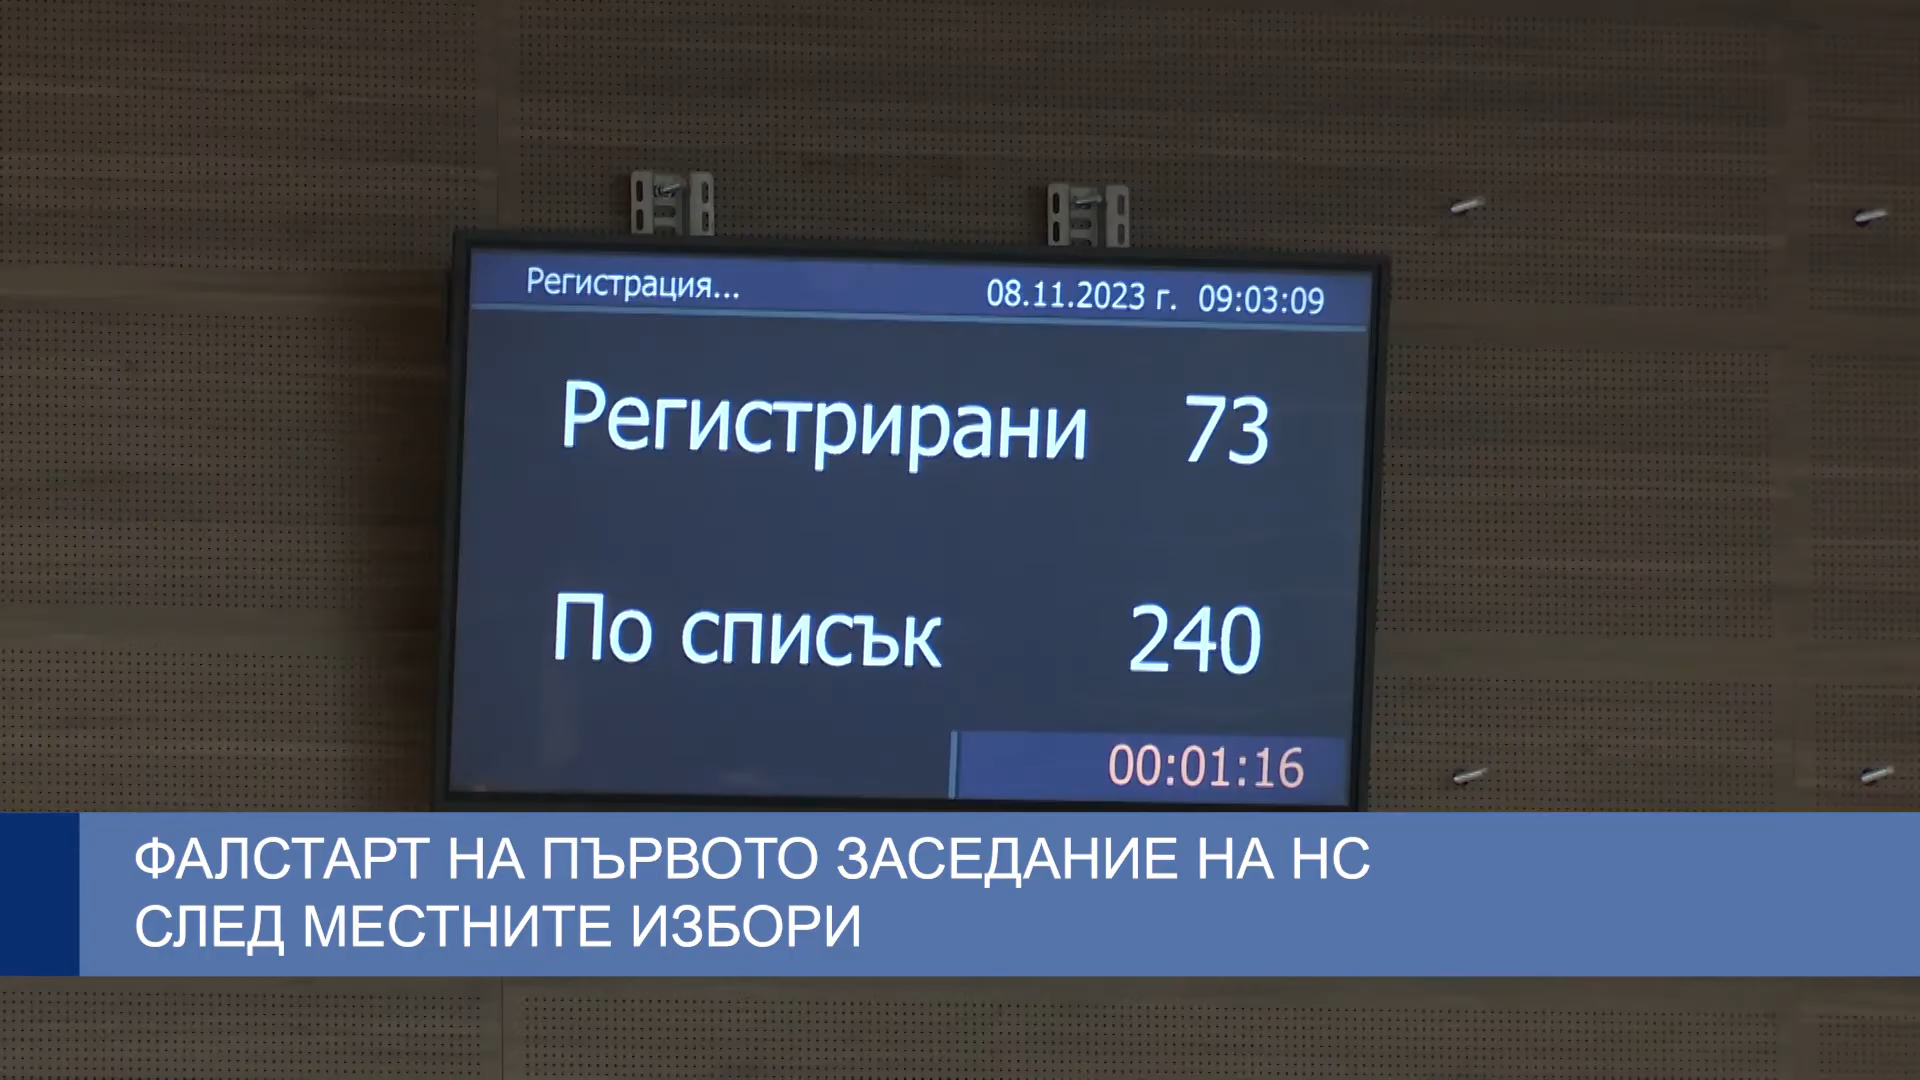 Регистрация... 08.11.2023 г. 09:03:09
Регистрирани 73
По списък 240
00:01:16
ФАЛСТАРТ НА ПЪРВОТО ЗАСЕДАНИЕ НА НС
СЛЕД МЕСТНИТЕ ИЗБОРИ